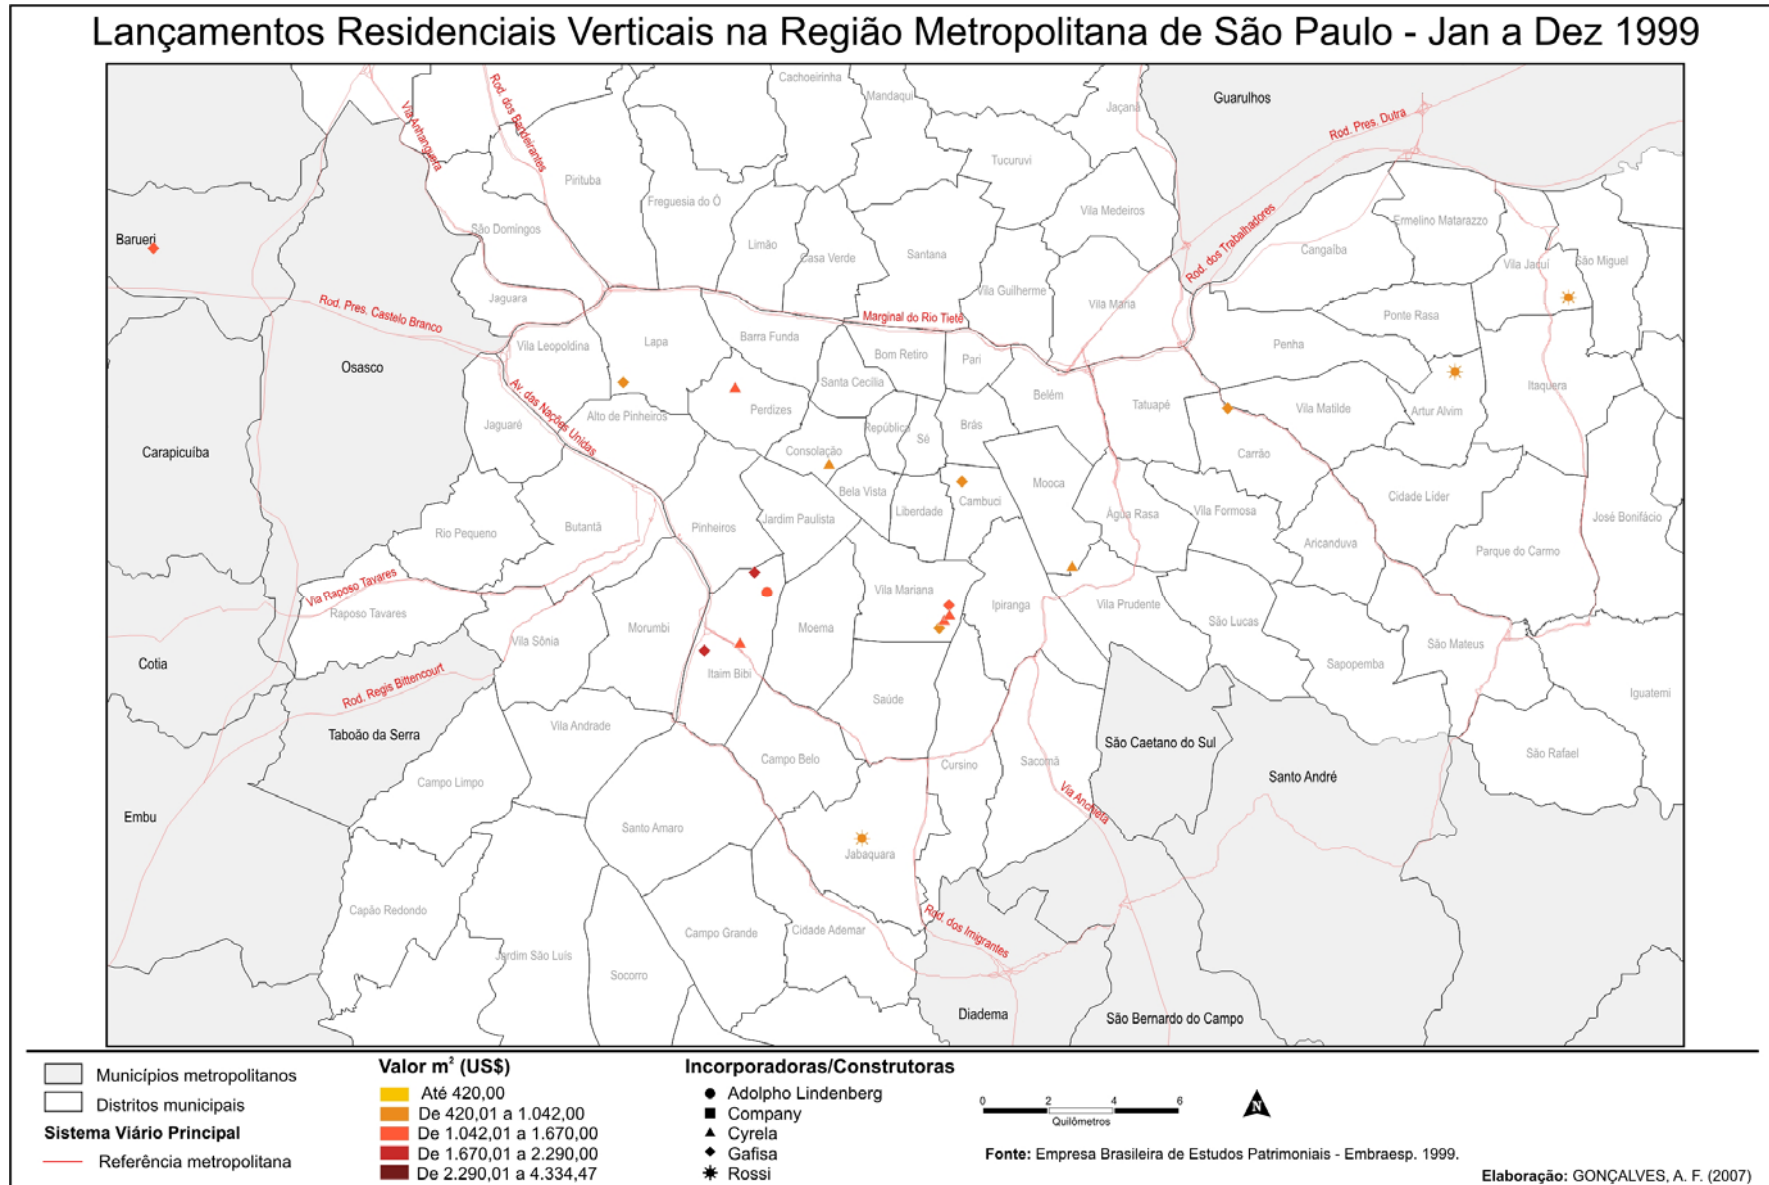 Lançamentos Residenciais Verticais na Região Metropolitana de São Paulo - Jan a Dez 1999
Cachoeirinha
Mandaqui
Jaçanã
Guarulhos
Rod. Pres. Dutra
Via Anhanguera
Rod. dos Bandeirantes
Pirituba
Freguesia do Ó
Tucuruvi
Vila Medeiros
Ermelino Matarazzo
São Domingos
Limão
Casa Verde
Santana
Rod. dos Trabalhadores
Cangaíba
Vila Jacuí
São Miguel
Barueri
Jaguara
Rod. Pres. Castelo Branco
Vila Guilherme
Vila Maria
Marginal do Rio Tietê
Ponte Rasa
Vila Leopoldina
Lapa
Barra Funda
Bom Retiro
Pari
Penha
Osasco
Santa Cecília
Belém
Itaquera
Av. das Nações Unidas
Alto de Pinheiros
Perdizes
Tatuapé
Vila Matilde
Artur Alvim
Jaguaré
República
Sé
Brás
Carapicuíba
Consolação
Carrão
Bela Vista
Liberdade
Cambuci
Mooca
Cidade Líder
Rio Pequeno
Butantã
Pinheiros
Jardim Paulista
Água Rasa
Vila Formosa
José Bonifácio
Aricanduva
Parque do Carmo
Via Raposo Tavares
Raposo Tavares
Vila Mariana
Ipiranga
Vila Prudente
São Lucas
Vila Sônia
Morumbi
Moema
São Mateus
Cotia
Rod. Regis Bittencourt
Itaim Bibi
Sapopemba
Iguatemi
Saúde
Taboão da Serra
Vila Andrade
São Caetano do Sul
São Rafael
Campo Limpo
Campo Belo
Cursino
Sacomã
Santo André
Via Anchieta
Embu
Santo Amaro
Jabaquara
Capão Redondo
Campo Grande
Cidade Ademar
Rod. dos Imigrantes
Jardim São Luís
Socorro
Diadema
São Bernardo do Campo
Municípios metropolitanos
Distritos municipais
Sistema Viário Principal
Referência metropolitana
Valor m² (US$)
Até 420,00
De 420,01 a 1.042,00
De 1.042,01 a 1.670,00
De 1.670,01 a 2.290,00
De 2.290,01 a 4.334,47
Incorporadoras/Construtoras
Adolpho Lindenberg
Company
Cyrela
Gafisa
Rossi
0 2 4 6
Quilômetros
N
Fonte: Empresa Brasileira de Estudos Patrimoniais - Embraesp. 1999.
Elaboração: GONÇALVES, A. F. (2007)